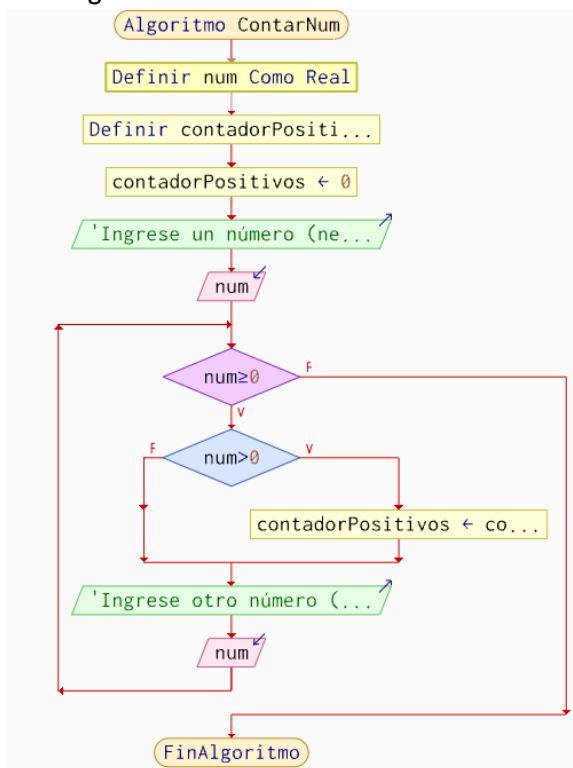 Algoritmo ContarNum
Definir num Como Real
Definir contadorPositi...
contadorPositivos ← 0
'Ingrese un número (ne...
num
num≥0
F
V
num>0
F
V
contadorPositivos ← co...
'Ingrese otro número (...
num
FinAlgoritmo